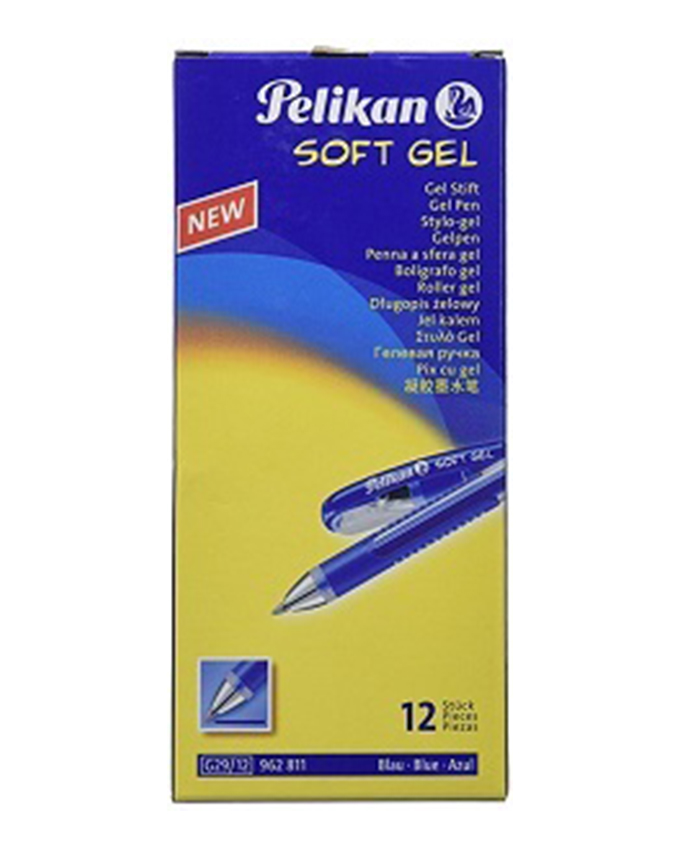 Pelikan
SOFT GEL
NEW
Gel Stift
Gel Pen
Stylo-gel
Gelpen
Penna a sfera gel
Bolígrafo gel
Roller gel
Długopis żelowy
Jel kalem
Στυλό Gel
Гелевая ручка
Pix cu gel
凝胶墨水笔
Pelikan SOFT GEL
12 Stück
Pieces
Piezas
G29/12 962 811 Blau · Blue · Azul